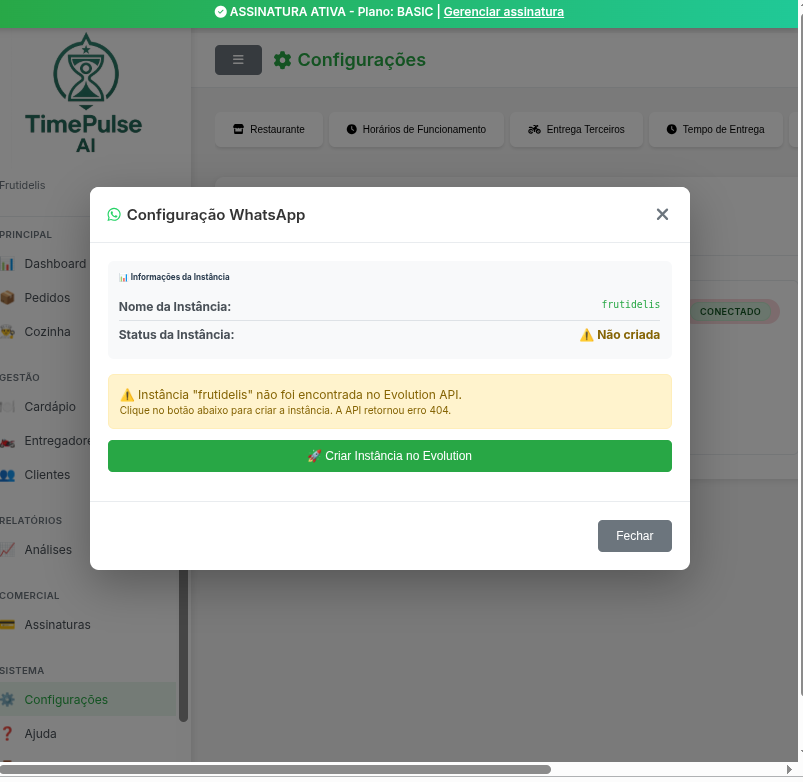 ASSINATURA ATIVA - Plano: BASIC | Gerenciar assinatura
TimePulse
AI
Frutidelis
PRINCIPAL
📊 Dashboard
📦 Pedidos
👨‍🍳 Cozinha
GESTÃO
🍽️ Cardápio
🏍️ Entregadore
👥 Clientes
RELATÓRIOS
📈 Análises
COMERCIAL
💳 Assinaturas
SISTEMA
⚙️ Configurações
❓ Ajuda
Configurações
Restaurante
Horários de Funcionamento
Entrega Terceiros
Tempo de Entrega
CONECTADO
Configuração WhatsApp
📊 Informações da Instância
Nome da Instância: frutidelis
Status da Instância: ⚠️ Não criada
⚠️ Instância "frutidelis" não foi encontrada no Evolution API.
Clique no botão abaixo para criar a instância. A API retornou erro 404.
🚀 Criar Instância no Evolution
Fechar